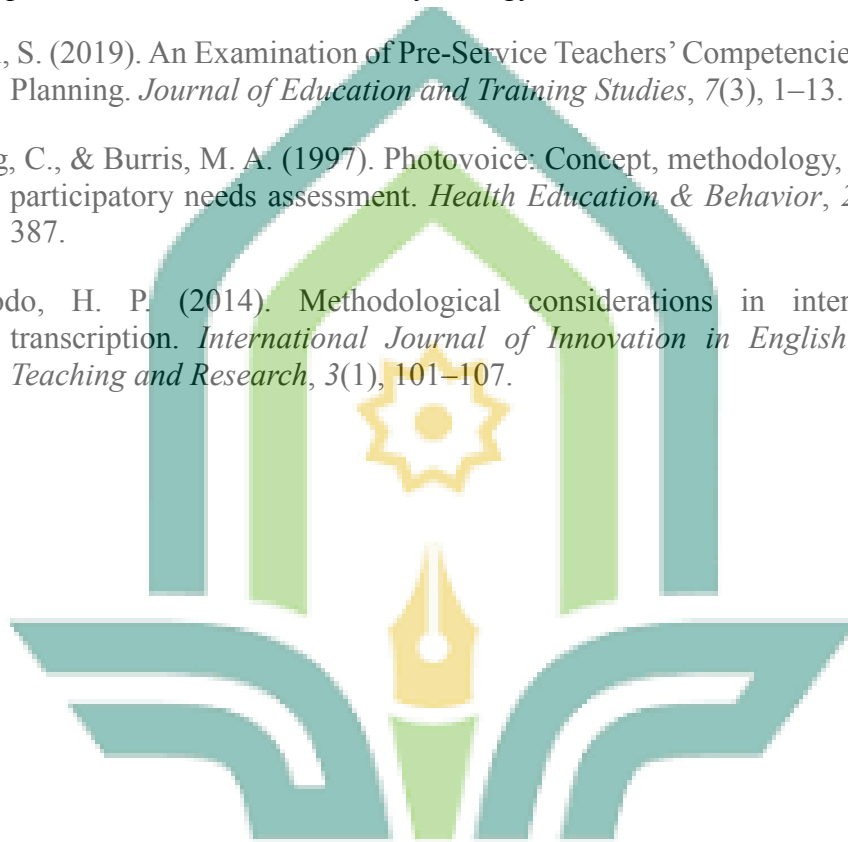 , S. (2019). An Examination of Pre-Service Teachers’ Competencie
Planning. Journal of Education and Training Studies, 7(3), 1–13.
g, C., & Burris, M. A. (1997). Photovoice: Concept, methodology,
participatory needs assessment. Health Education & Behavior, 2
387.
odo, H. P. (2014). Methodological considerations in inter
transcription. International Journal of Innovation in English
Teaching and Research, 3(1), 101–107.